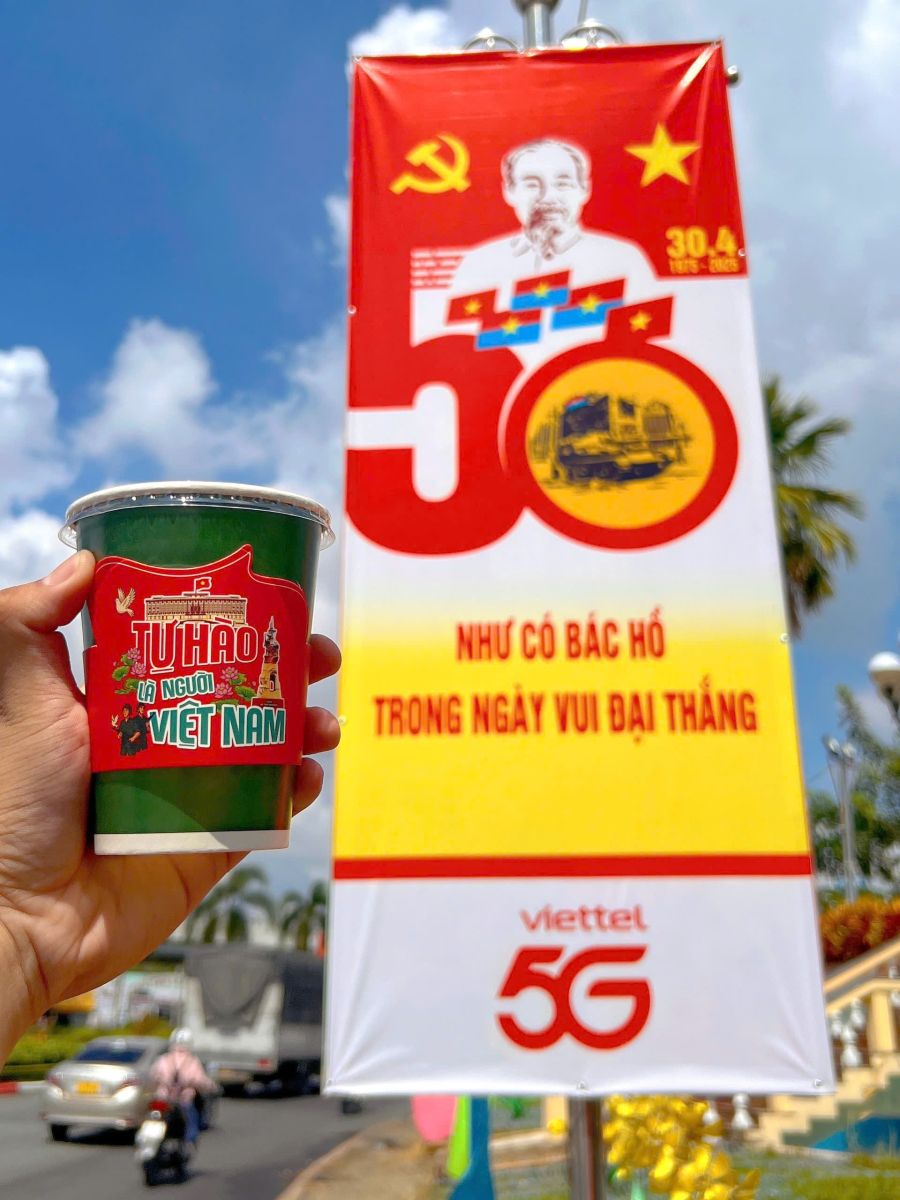 30.4
1975 - 2025
50
NHƯ CÓ BÁC HỒ
TRONG NGÀY VUI ĐẠI THẮNG
viettel
5G
TỰ HÀO
LÀ NGƯỜI
VIỆT NAM